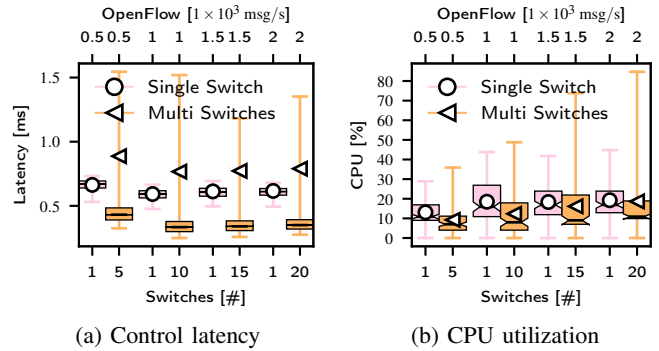 OpenFlow [1 × 10³ msg/s]
0.5 0.5 1 1 1.5 1.5 2 2
1.5
1.0
0.5
Latency [ms]
Single Switch
Multi Switches
1 5 1 10 1 15 1 20
Switches [#]
(a) Control latency
OpenFlow [1 × 10³ msg/s]
0.5 0.5 1 1 1.5 1.5 2 2
80
70
60
50
40
30
20
10
0
CPU [%]
Single Switch
Multi Switches
1 5 1 10 1 15 1 20
Switches [#]
(b) CPU utilization